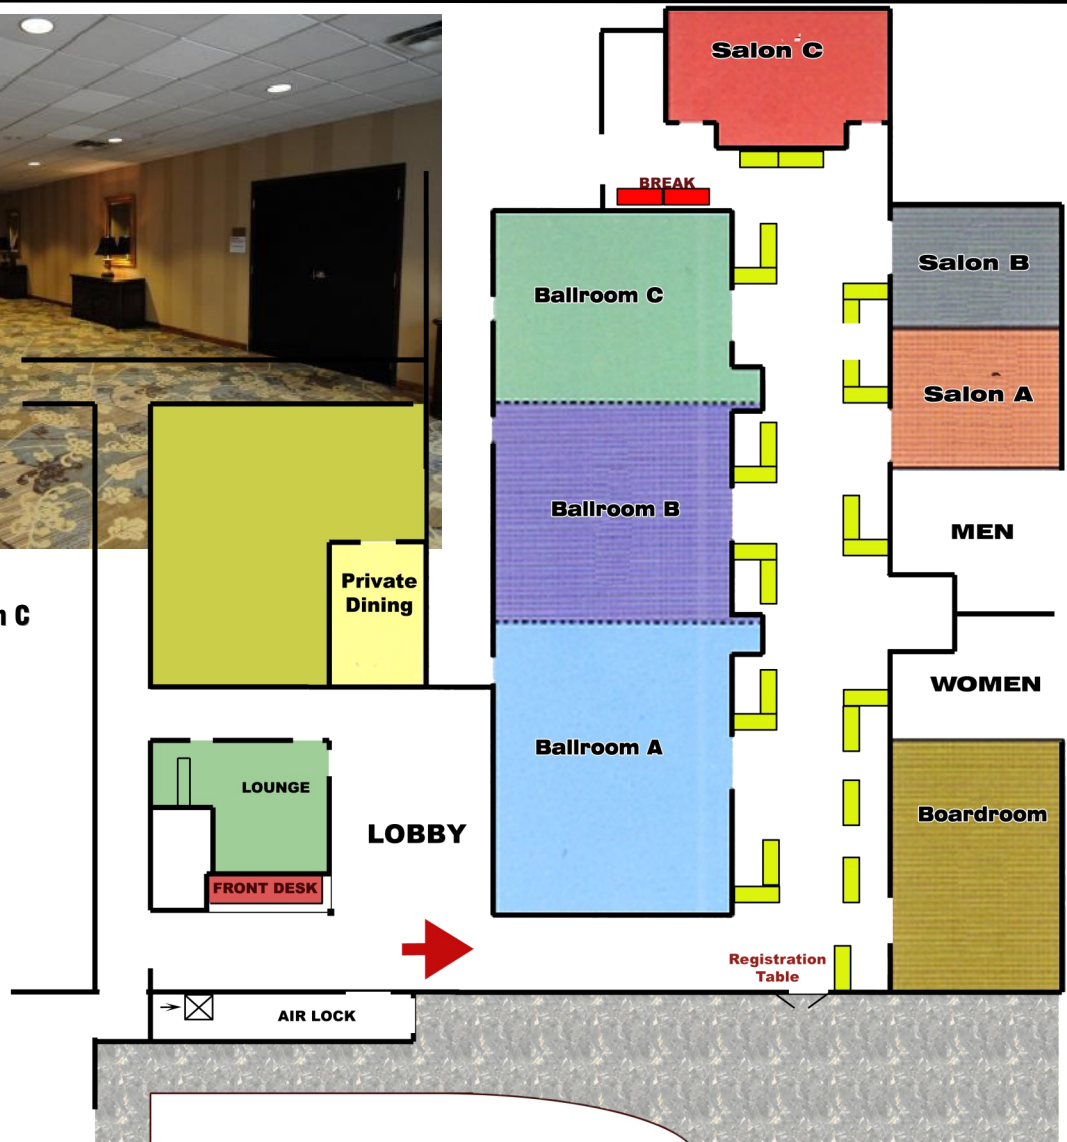 Salon C
BREAK
Salon B
Ballroom C
Salon A
Ballroom B
MEN
Private
Dining
n C
WOMEN
Ballroom A
LOUNGE
Boardroom
LOBBY
FRONT DESK
Registration
Table
AIR LOCK